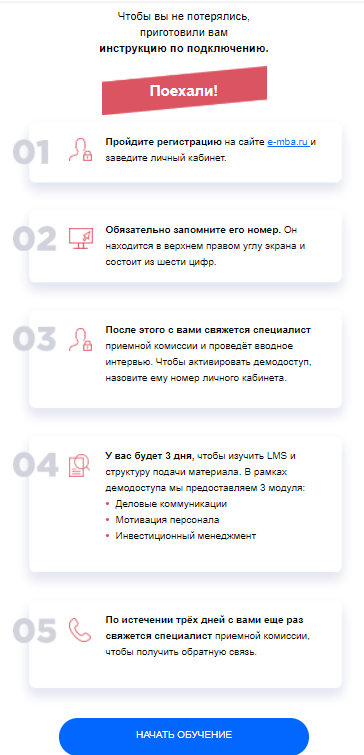 Чтобы вы не потерялись,
приготовили вам
инструкцию по подключению.
Поехали!
01
Пройдите регистрацию на сайте e-mba.ru и
заведите личный кабинет.
02
Обязательно запомните его номер. Он
находится в верхнем правом углу экрана и
состоит из шести цифр.
03
После этого с вами свяжется специалист
приемной комиссии и проведёт вводное
интервью. Чтобы активировать демодоступ,
назовите ему номер личного кабинета.
04
У вас будет 3 дня, чтобы изучить LMS и
структуру подачи материала. В рамках
демодоступа мы предоставляем 3 модуля:
• Деловые коммуникации
• Мотивация персонала
• Инвестиционный менеджмент
05
По истечении трёх дней с вами еще раз
свяжется специалист приемной комиссии,
чтобы получить обратную связь.
НАЧАТЬ ОБУЧЕНИЕ